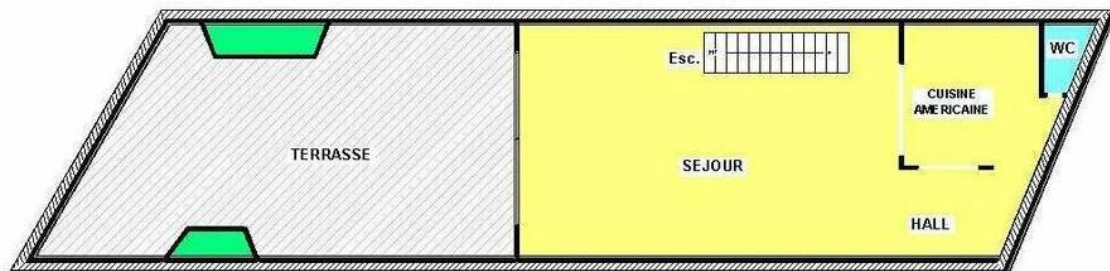 WC
Esc.
CUISINE
AMERICAINE
TERRASSE
SEJOUR
HALL